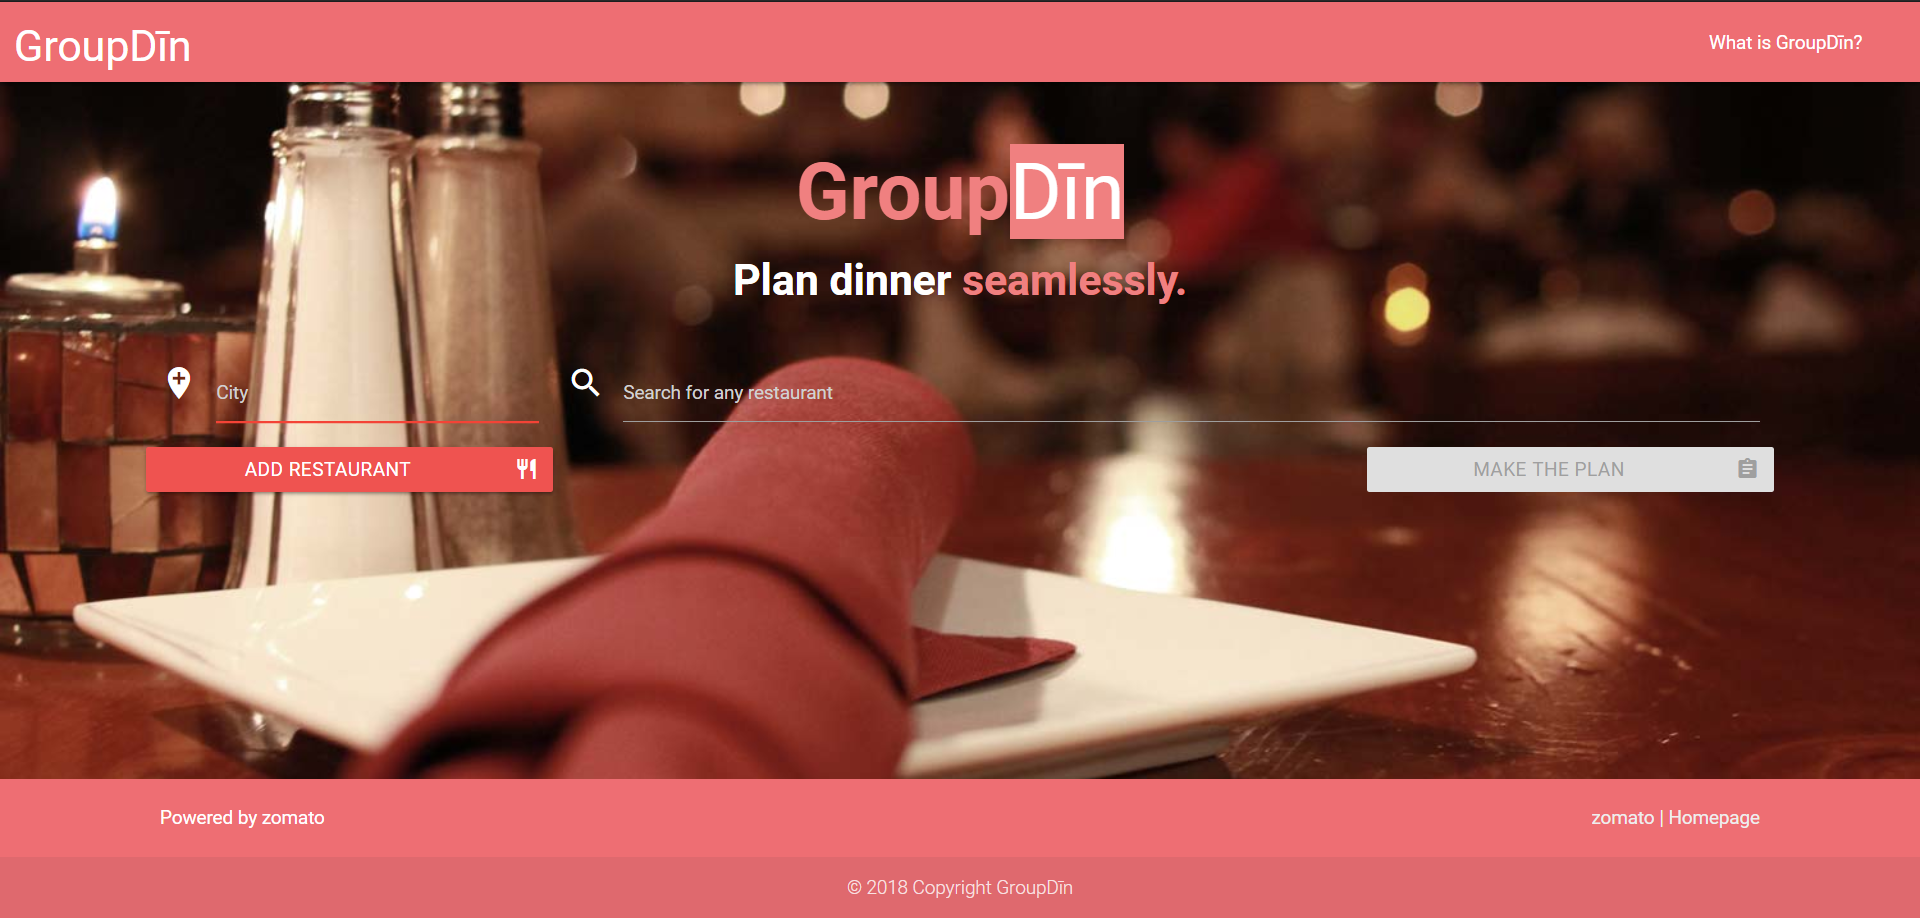 GroupDīn
What is GroupDīn?
GroupDīn
Plan dinner seamlessly.
City
Search for any restaurant
ADD RESTAURANT
MAKE THE PLAN
Powered by zomato
zomato | Homepage
© 2018 Copyright GroupDīn